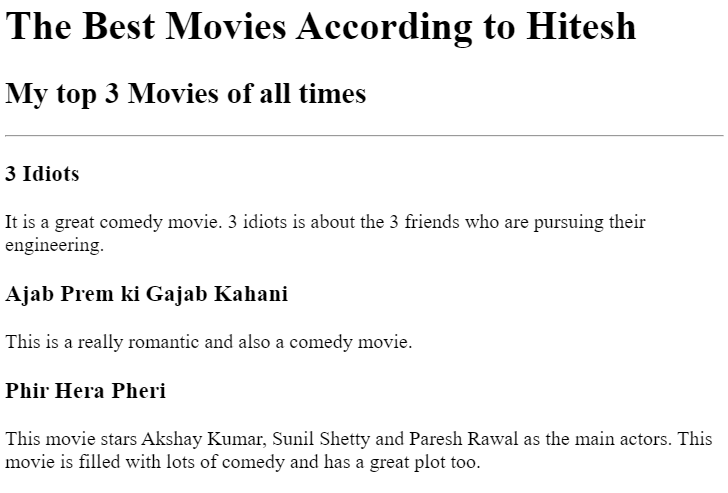 The Best Movies According to Hitesh
My top 3 Movies of all times
3 Idiots
It is a great comedy movie. 3 idiots is about the 3 friends who are pursuing their
engineering.
Ajab Prem ki Gajab Kahani
This is a really romantic and also a comedy movie.
Phir Hera Pheri
This movie stars Akshay Kumar, Sunil Shetty and Paresh Rawal as the main actors. This
movie is filled with lots of comedy and has a great plot too.